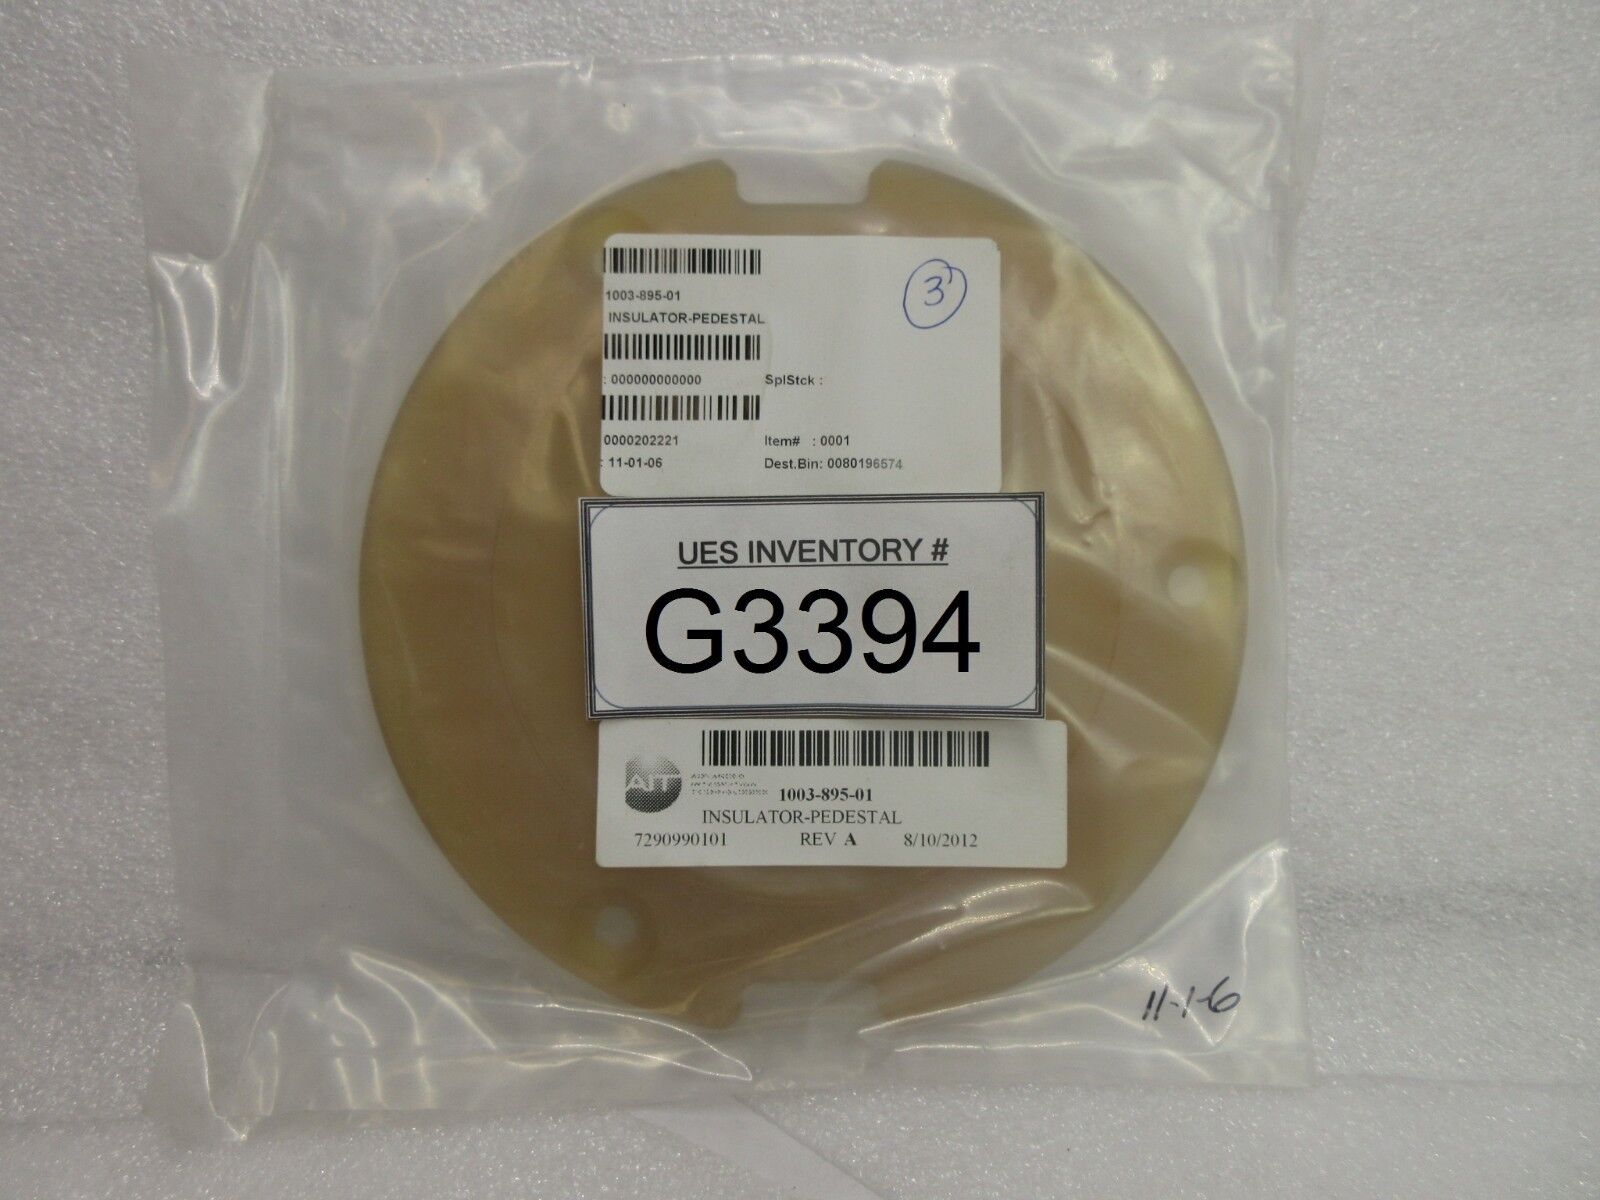 3
1003-895-01
INSULATOR-PEDESTAL
: 000000000000 SplStck :
0000202221 Item# : 0001
: 11-01-06 Dest.Bin: 0080196574
UES INVENTORY #
G3394
AIT
1003-895-01
INSULATOR-PEDESTAL
7290990101 REV A 8/10/2012
11-1-6